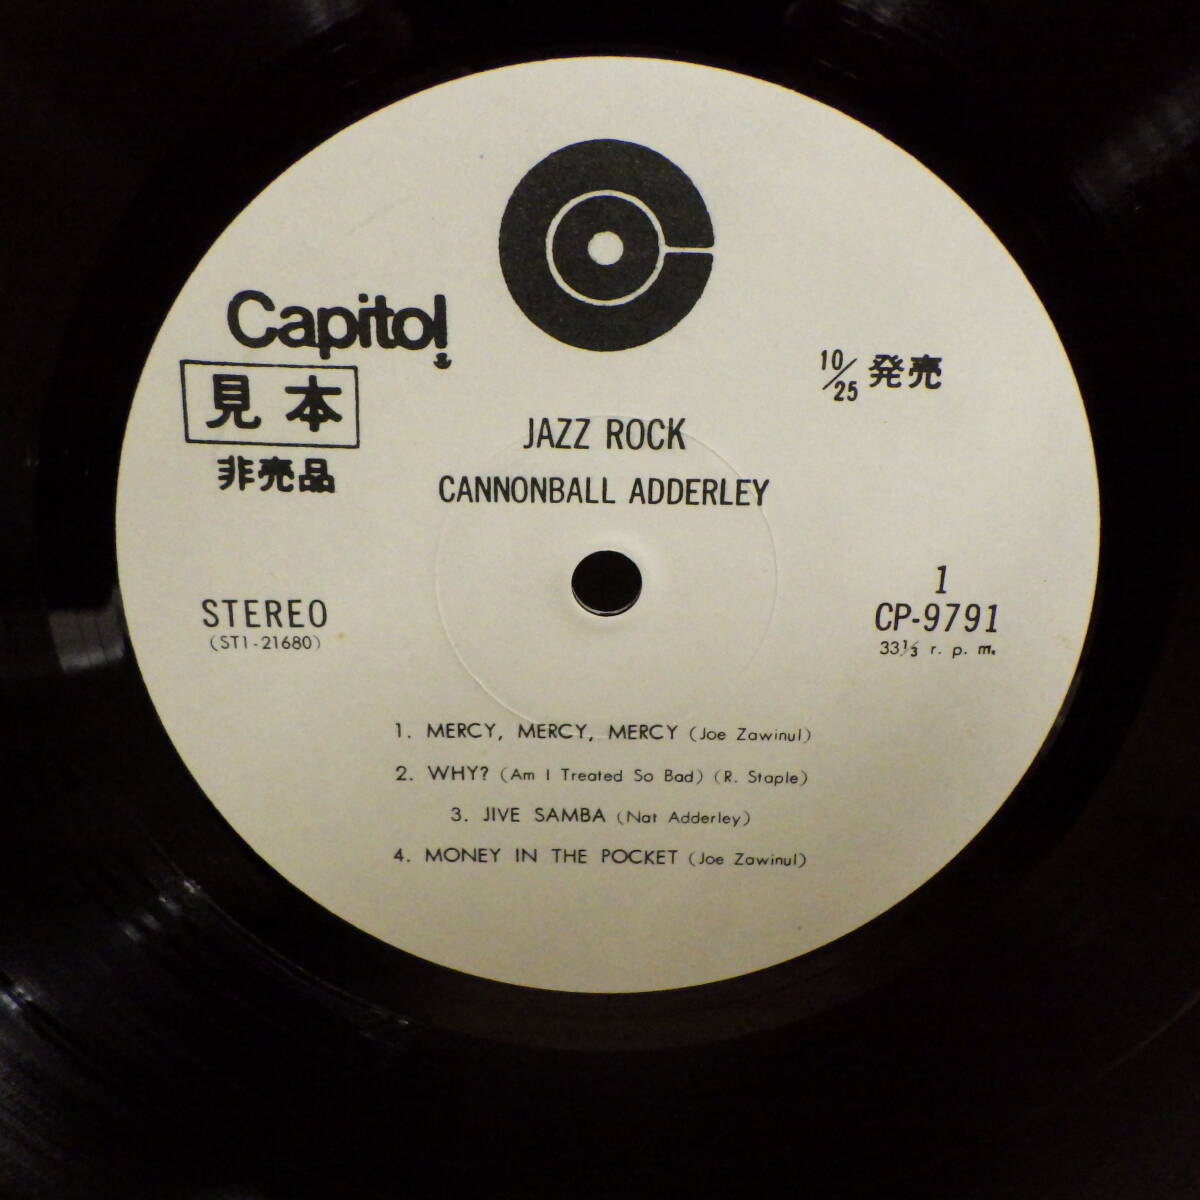 Capitol
見本
非売品
10/25 発売
JAZZ ROCK
CANNONBALL ADDERLEY
STEREO
(ST1-21680)
1
CP-9791
33⅓ r. p. m.
1. MERCY, MERCY, MERCY (Joe Zawinul)
2. WHY? (Am I Treated So Bad) (R. Staple)
3. JIVE SAMBA (Nat Adderley)
4. MONEY IN THE POCKET (Joe Zawinul)